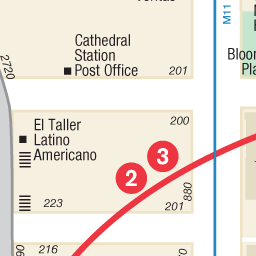 M11
Cathedral
Station
Post Office
201
2720
Bloom
Pla
200
El Taller
Latino
Americano
3
2
880
223
201
216